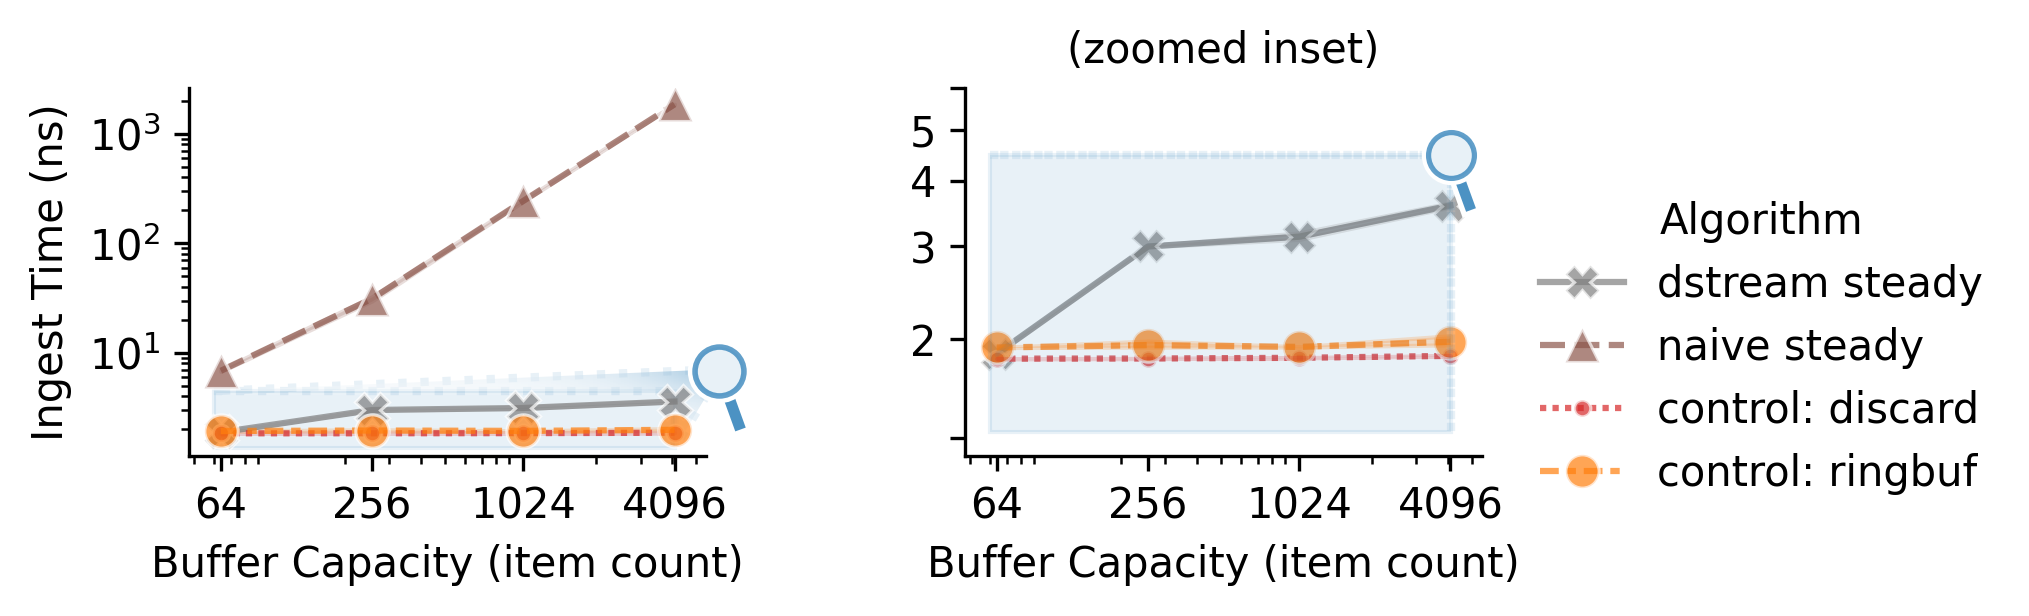 (zoomed inset)
Ingest Time (ns)
10³
10²
10¹
64 256 1024 4096
Buffer Capacity (item count)
5
4
3
2
64 256 1024 4096
Buffer Capacity (item count)
Algorithm
dstream steady
naive steady
control: discard
control: ringbuf